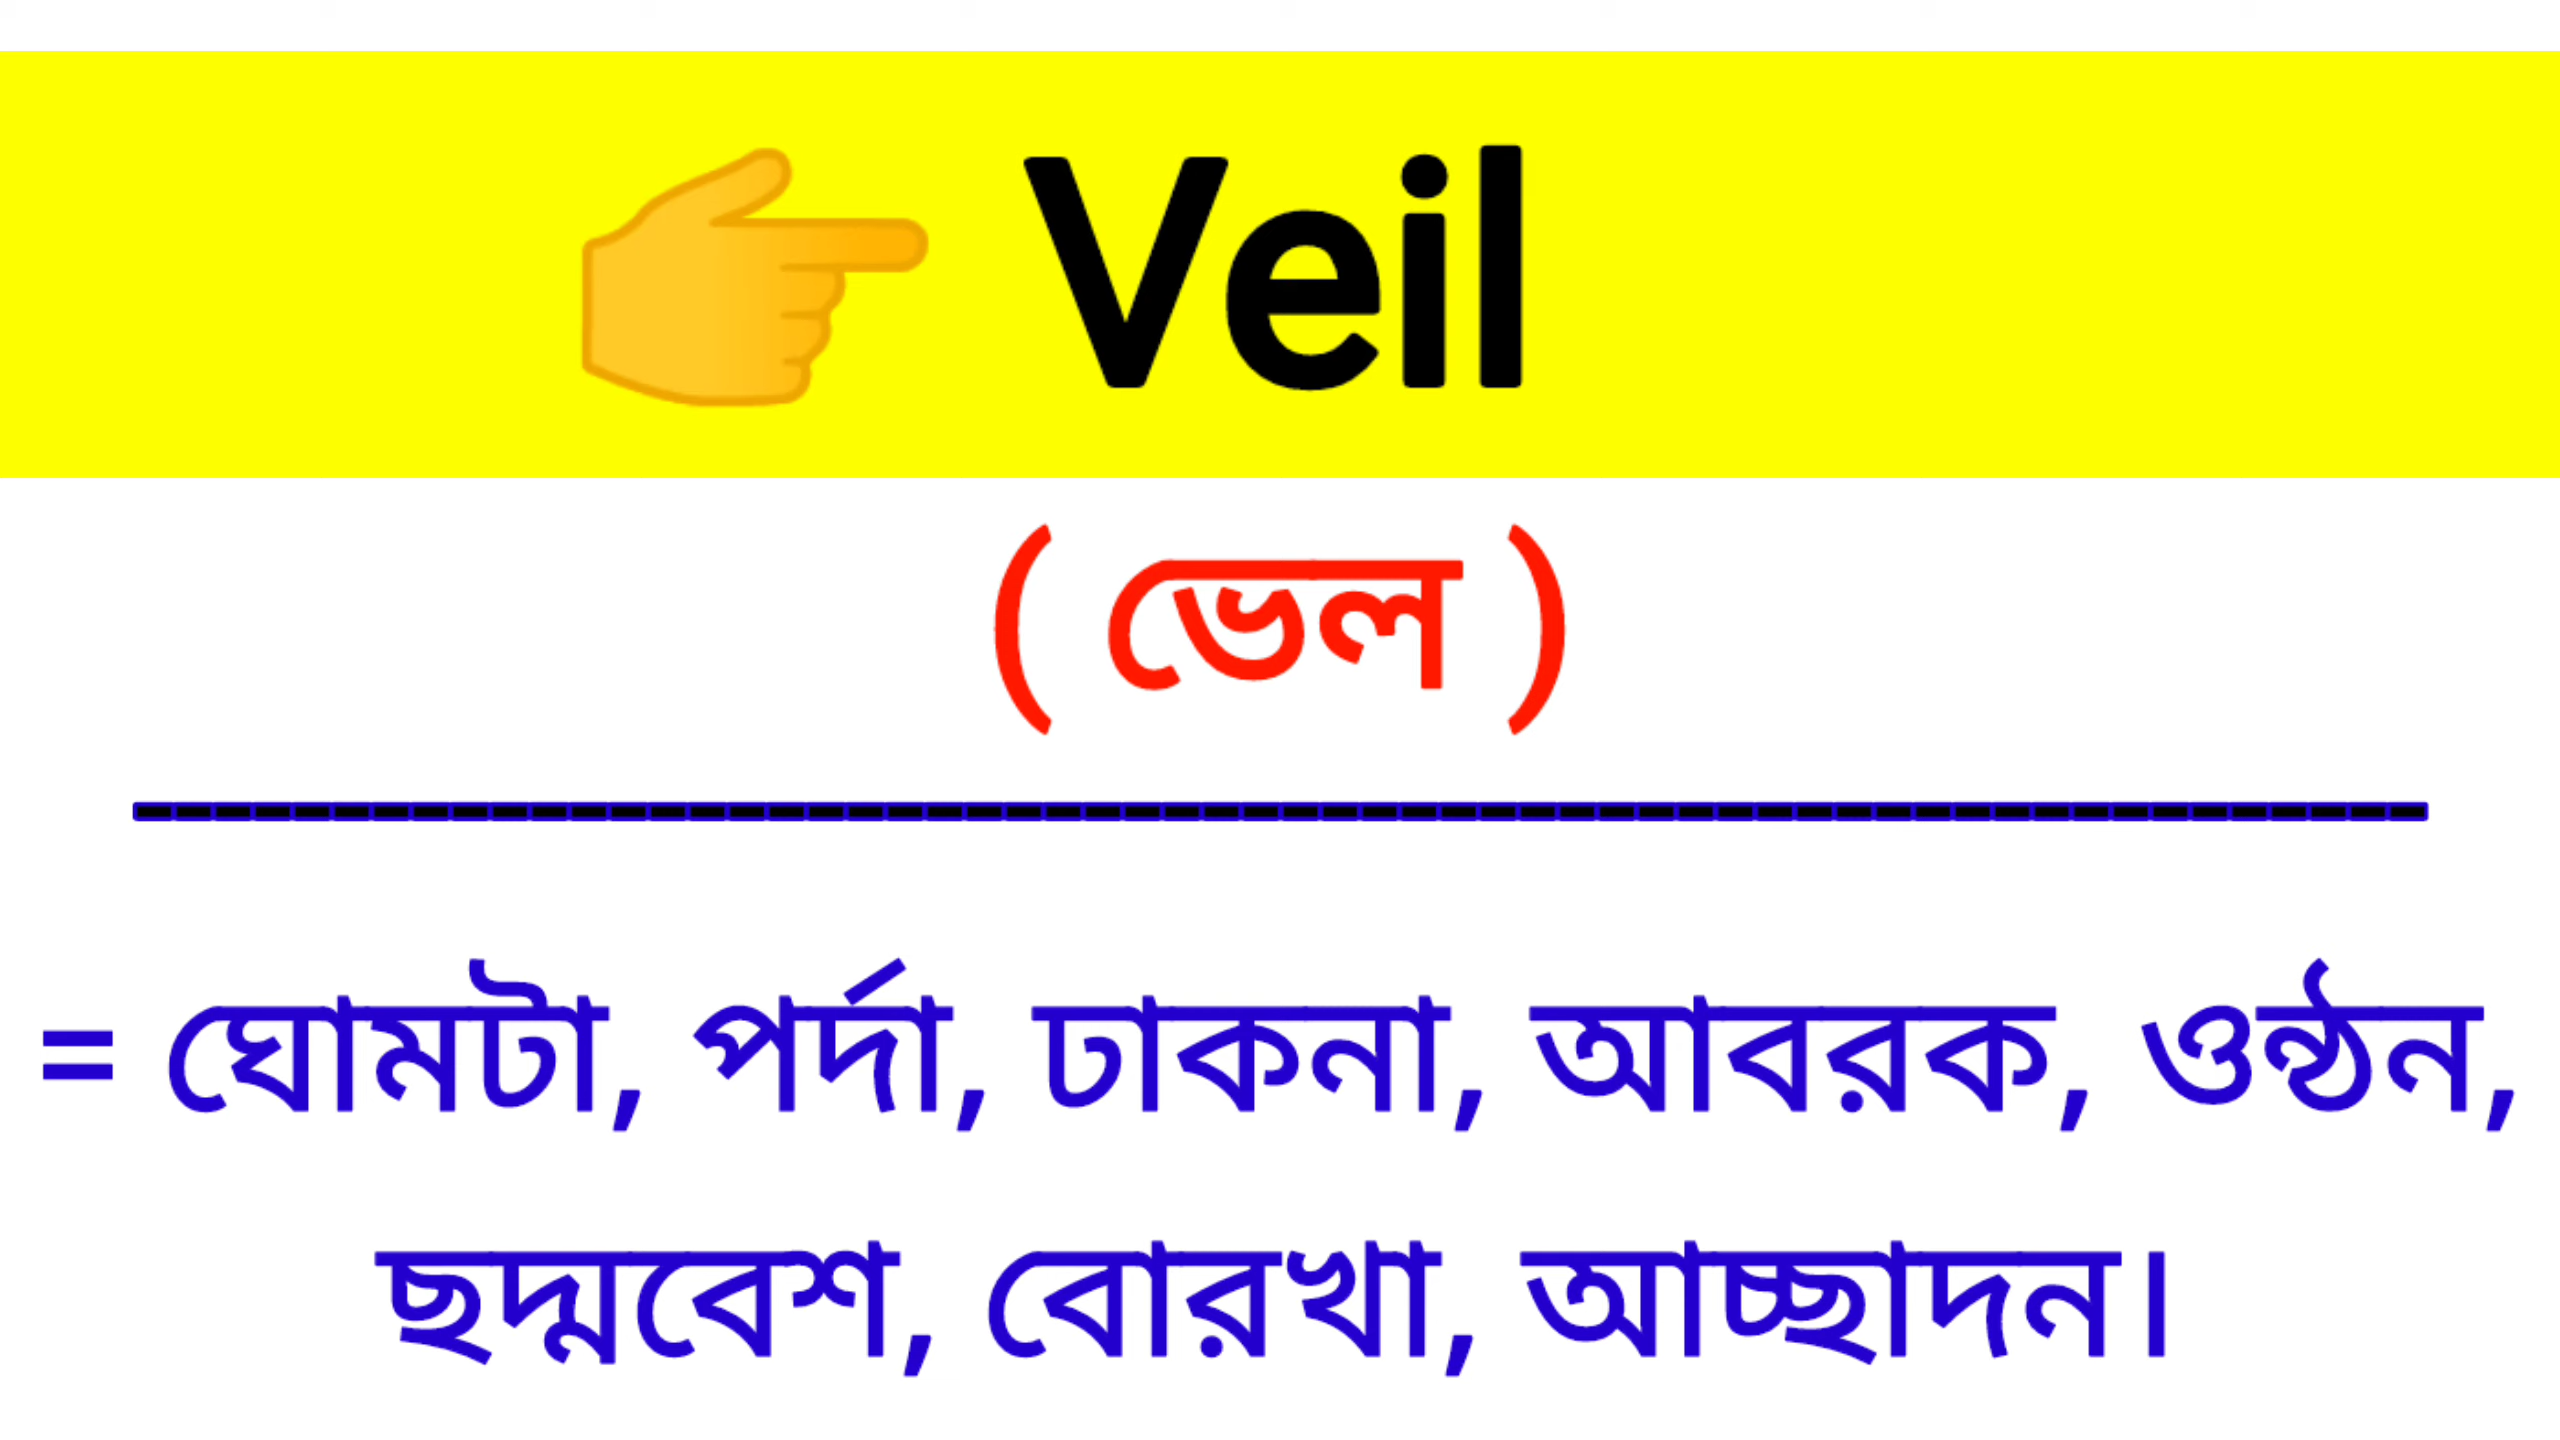 👉 Veil
( ভেল )
----------------------------------------------------------
= ঘোমটা, পর্দা, ঢাকনা, আবরক, ওন্ঠন,
ছদ্মবেশ, বোরখা, আচ্ছাদন।